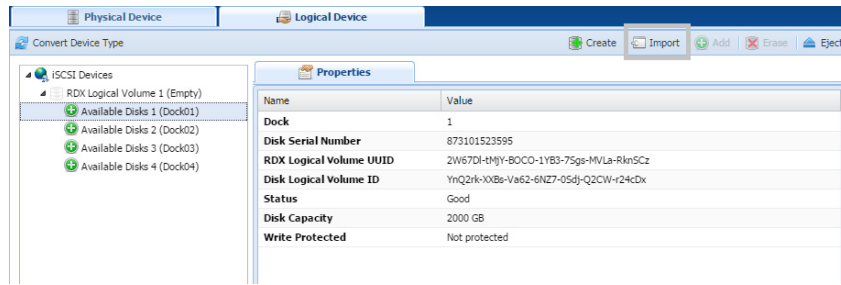 Physical Device Logical Device
Convert Device Type Create Import Add Erase Eject
iSCSI Devices
RDX Logical Volume 1 (Empty)
Available Disks 1 (Dock01)
Available Disks 2 (Dock02)
Available Disks 3 (Dock03)
Available Disks 4 (Dock04)
Properties
Name Value
Dock 1
Disk Serial Number 873101523595
RDX Logical Volume UUID 2W67Dl-tMjY-BOCO-1YB3-7Sgs-MVLa-RknSCz
Disk Logical Volume ID YnQ2rk-XXBs-Va62-6NZ7-0Sdj-Q2CW-r24cDx
Status Good
Disk Capacity 2000 GB
Write Protected Not protected